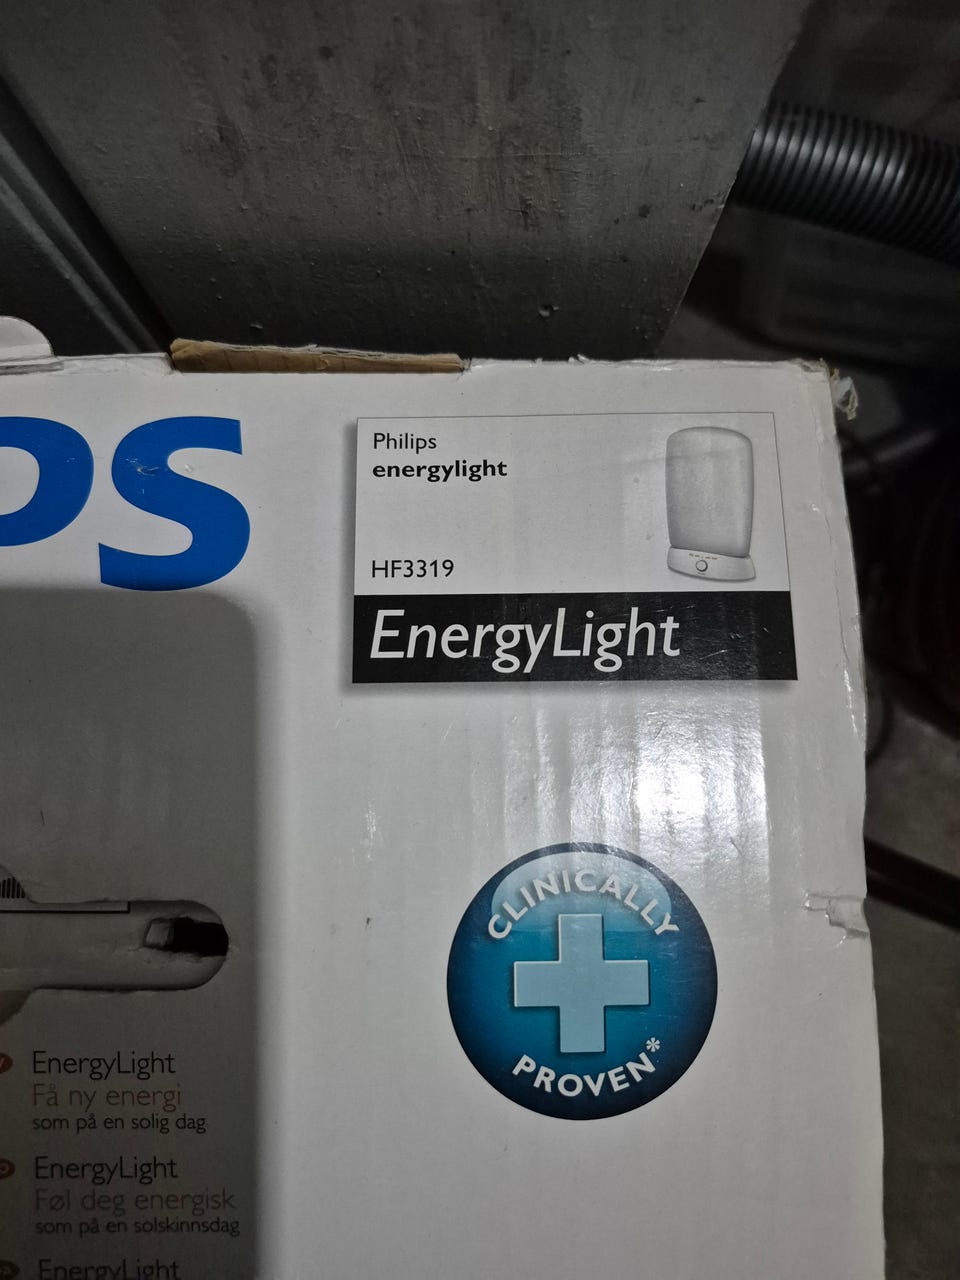 PS
Philips
energylight
HF3319
EnergyLight
CLINICALLY
PROVEN*
EnergyLight
Få ny energi
som på en solig dag
EnergyLight
Føl deg energisk
som på en solskinnsdag
EnergyLight